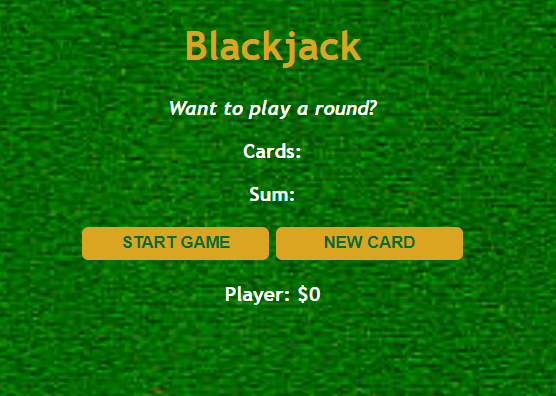 Blackjack
Want to play a round?
Cards:
Sum:
START GAME NEW CARD
Player: $0